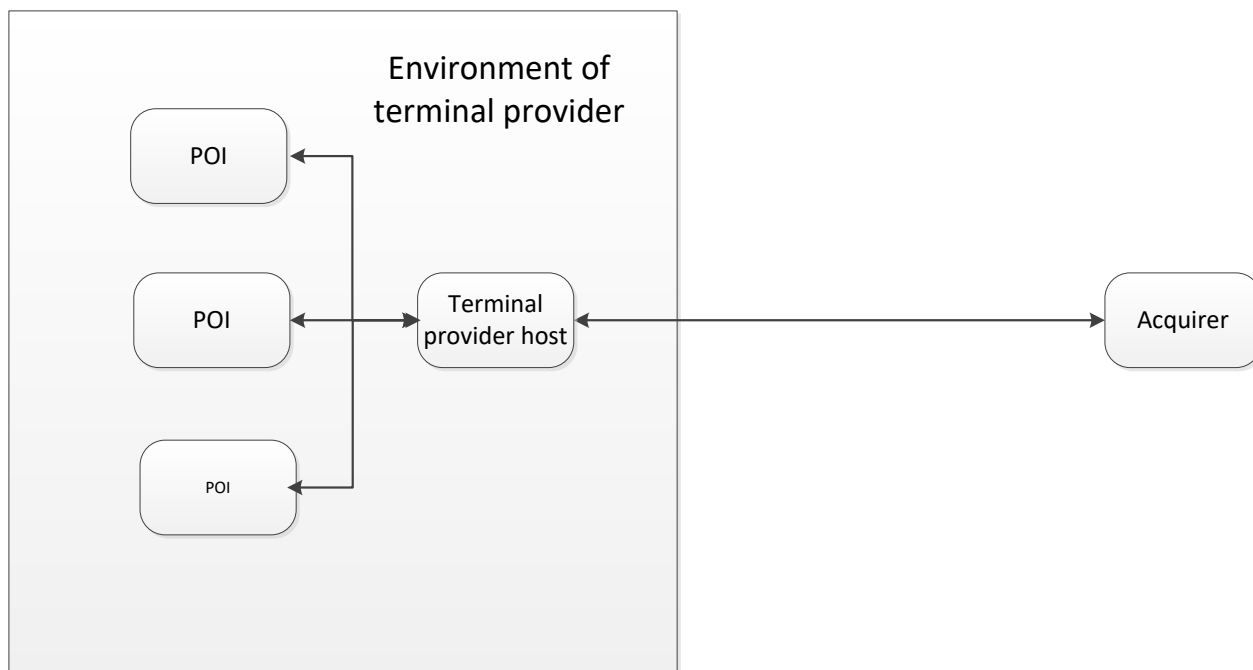 Environment of
terminal provider
POI
POI
Terminal
provider host
Acquirer
POI